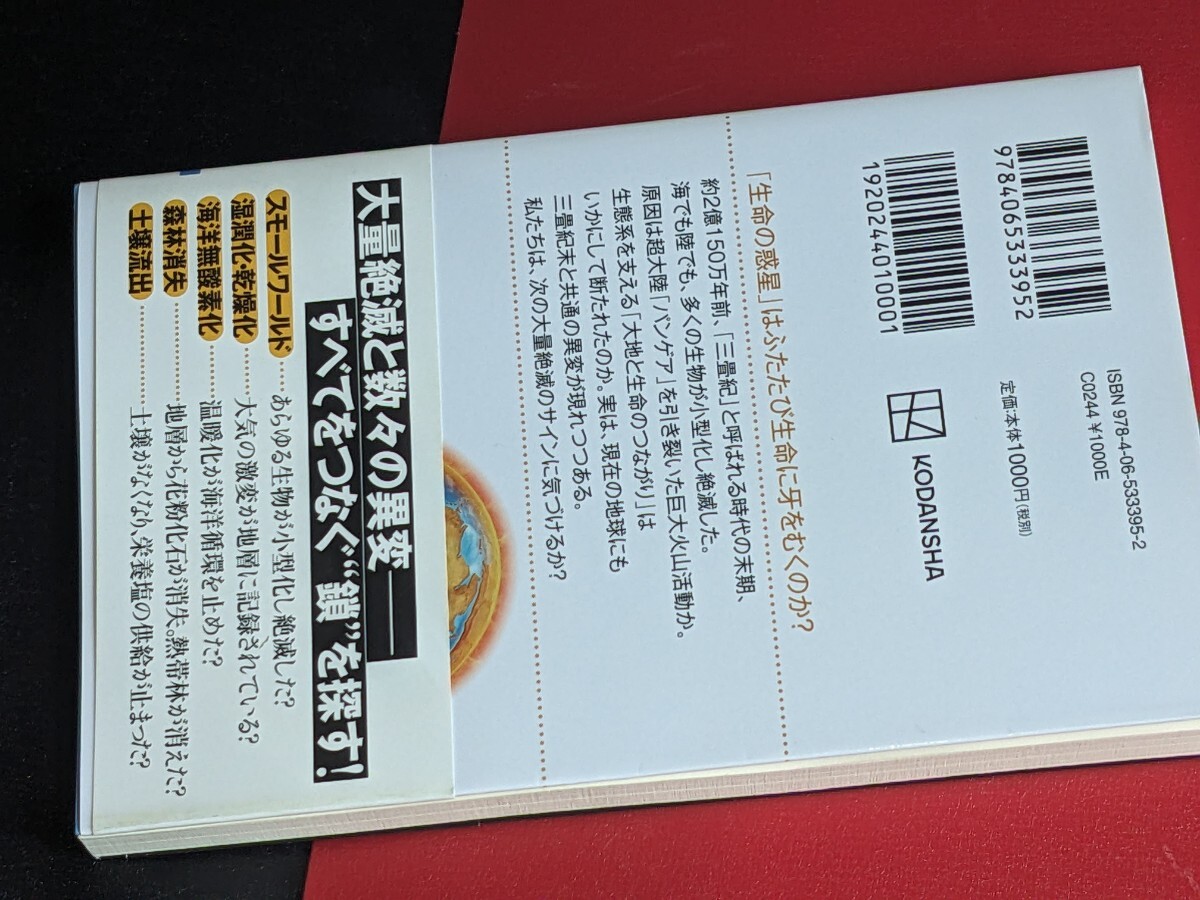 9784065333952
1920244010001
ISBN 978-4-06-533395-2
C0244 ¥1000E
定価:本体1000円(税別)
KODANSHA
「生命の惑星」はふたたび生命に牙をむくのか?
約2億150万年前、「三畳紀」と呼ばれる時代の末期、
海でも陸でも、多くの生物が小型化し絶滅した。
原因は超大陸「パンゲア」を引き裂いた巨大火山活動か。
生態系を支える「大地と生命のつながり」は
いかにして断たれたのか。実は、現在の地球にも
三畳紀末と共通の異変が現れつつある。
私たちは、次の大量絶滅のサインに気づけるか?
大量絶滅と数々の異変――
すべてをつなぐ“鎖”を探す!
スモールワールド……あらゆる生物が小型化し絶滅した?
湿潤化・乾燥化……大気の激変が地層に記録されている?
海洋無酸素化……温暖化が海洋循環を止めた?
森林消失……地層から花粉化石が消失。熱帯林が消えた?
土壌流出……土壌がなくなり、栄養塩の供給が止まった?